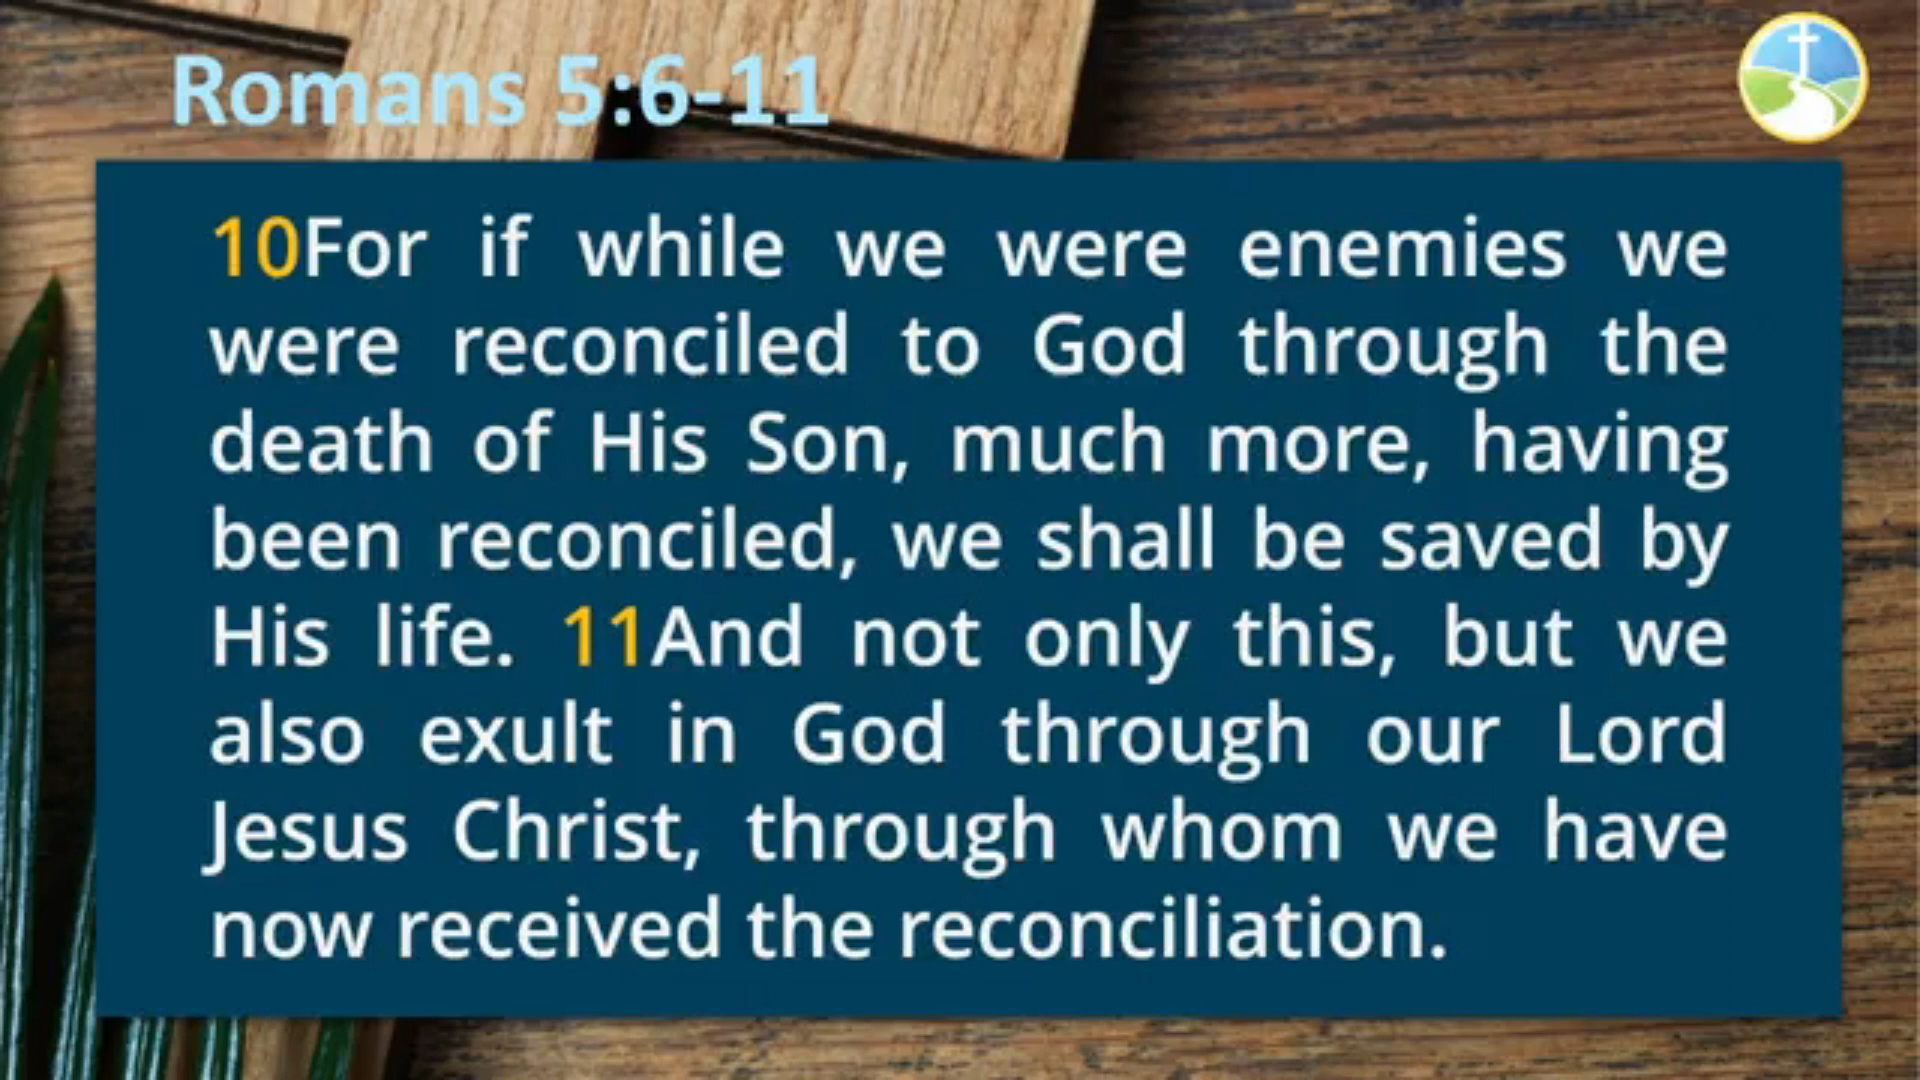 Romans 5:6-11
10For if while we were enemies we
were reconciled to God through the
death of His Son, much more, having
been reconciled, we shall be saved by
His life. 11And not only this, but we
also exult in God through our Lord
Jesus Christ, through whom we have
now received the reconciliation.